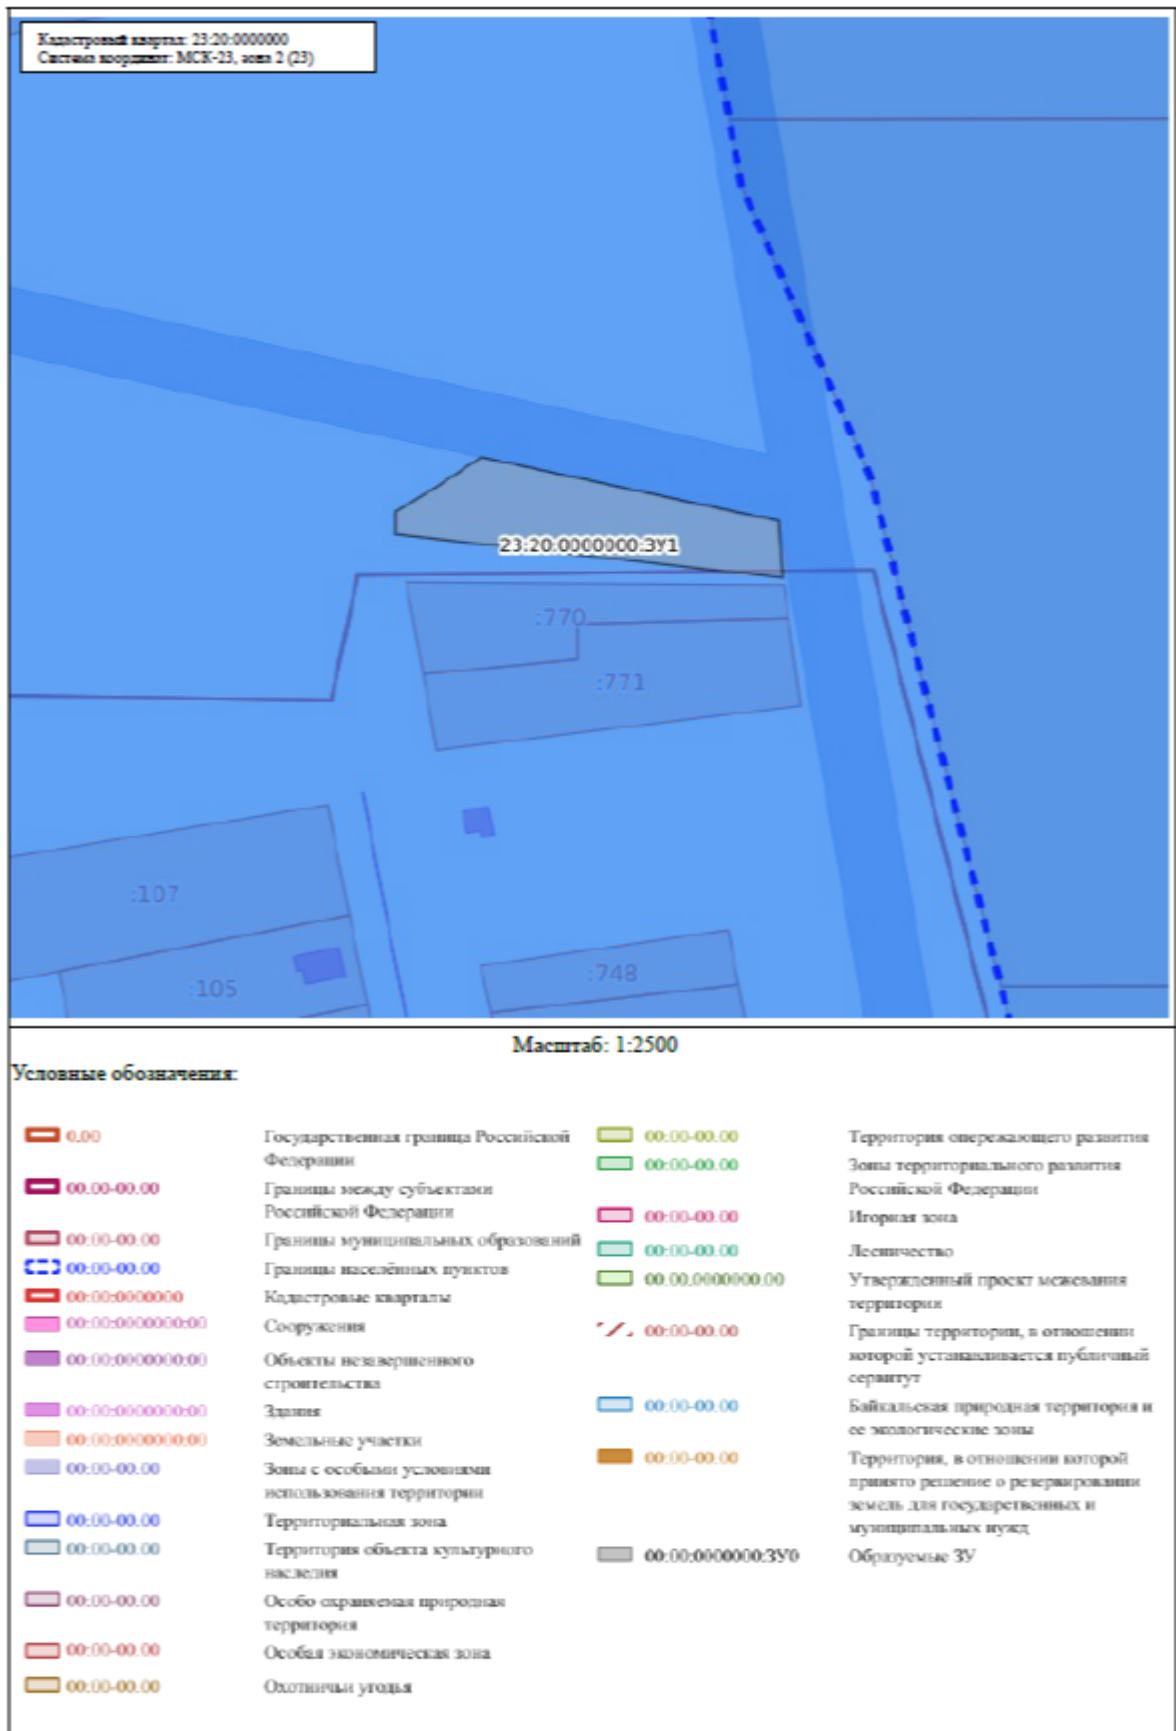 Кадастровый квартал: 23:20:0000000
Система координат: МСК-23, зона 2 (23)
23:20:0000000:ЗУ1
:770
:771
:107
:105
:748
Масштаб: 1:2500
Условные обозначения:
0.00
Государственная граница Российской
Федерации
00.00-00.00
Границы между субъектами
Российской Федерации
00:00-00.00
Границы муниципальных образований
00:00-00.00
Границы населённых пунктов
00:00:0000000
Кадастровые кварталы
00:00:0000000:00
Сооружения
00:00:0000000:00
Объекты незавершенного
строительства
00:00:0000000:00
Здания
00:00:0000000:00
Земельные участки
00:00-00.00
Зоны с особыми условиями
использования территории
00:00-00.00
Территориальная зона
00:00-00.00
Территория объекта культурного
наследия
00:00-00.00
Особо охраняемая природная
территория
00:00-00.00
Особая экономическая зона
00:00-00.00
Охотничьи угодья
00:00-00.00
Территория опережающего развития
00:00-00.00
Зоны территориального развития
Российской Федерации
00:00-00.00
Игорная зона
00:00-00.00
Лесничество
00.00.0000000.00
Утвержденный проект межевания
территории
00:00-00.00
Границы территории, в отношении
которой устанавливается публичный
сервитут
00:00-00.00
Байкальская природная территория и
ее экологические зоны
00:00-00.00
Территория, в отношении которой
принято решение о резервировании
земель для государственных и
муниципальных нужд
00:00:0000000:ЗУ0
Образуемые ЗУ